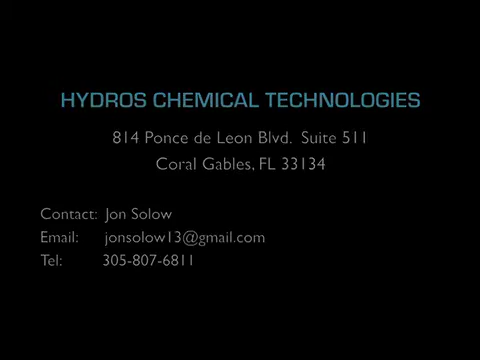 HYDROS CHEMICAL TECHNOLOGIES
814 Ponce de Leon Blvd. Suite 511
Coral Gables, FL 33134
Contact: Jon Solow
Email: jonsolow13@gmail.com
Tel: 305-807-6811